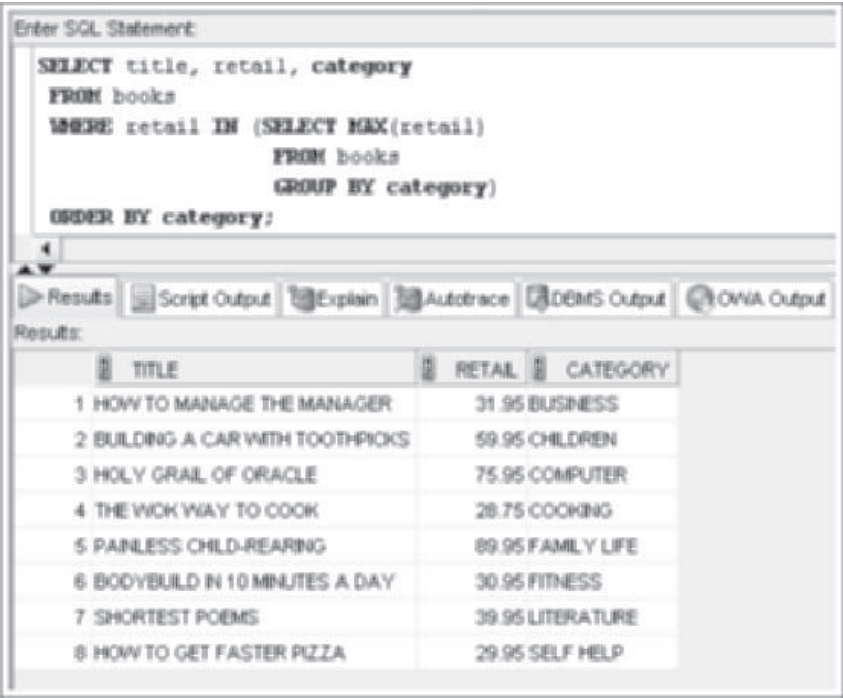 Enter SQL Statement:
SELECT title, retail, category
FROM books
WHERE retail IN (SELECT MAX(retail)
FROM books
GROUP BY category)
ORDER BY category;
Results Script Output Explain Autotrace DBMS Output OWA Output
Results:
TITLE RETAIL CATEGORY
1 HOW TO MANAGE THE MANAGER 31.95 BUSINESS
2 BUILDING A CAR WITH TOOTHPICKS 59.95 CHILDREN
3 HOLY GRAIL OF ORACLE 75.95 COMPUTER
4 THE WOK WAY TO COOK 28.75 COOKING
5 PAINLESS CHILD-REARING 89.95 FAMILY LIFE
6 BODYBUILD IN 10 MINUTES A DAY 30.95 FITNESS
7 SHORTEST POEMS 39.95 LITERATURE
8 HOW TO GET FASTER PIZZA 29.95 SELF HELP